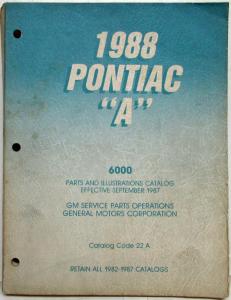 1988
PONTIAC
"A"
6000
PARTS AND ILLUSTRATIONS CATALOG
EFFECTIVE SEPTEMBER 1987
GM SERVICE PARTS OPERATIONS
GENERAL MOTORS CORPORATION
Catalog Code 22 A
RETAIN ALL 1982-1987 CATALOGS